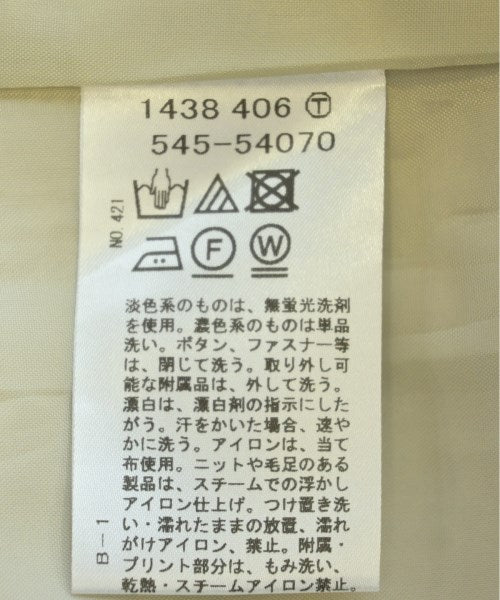 1438 406 Ⓣ
545-54070
NO.421
F W
淡色系のものは、無蛍光洗剤
を使用。濃色系のものは単品
洗い。ボタン、ファスナー等
は、閉じて洗う。取り外し可
能な附属品は、外して洗う。
漂白は、漂白剤の指示にした
がう。汗をかいた場合、速や
かに洗う。アイロンは、当て
布使用。ニットや毛足のある
製品は、スチームでの浮かし
アイロン仕上げ。つけ置き洗
い・濡れたままの放置、濡れ
がけアイロン、禁止。附属・
プリント部分は、もみ洗い、
乾熱・スチームアイロン禁止。
B-1